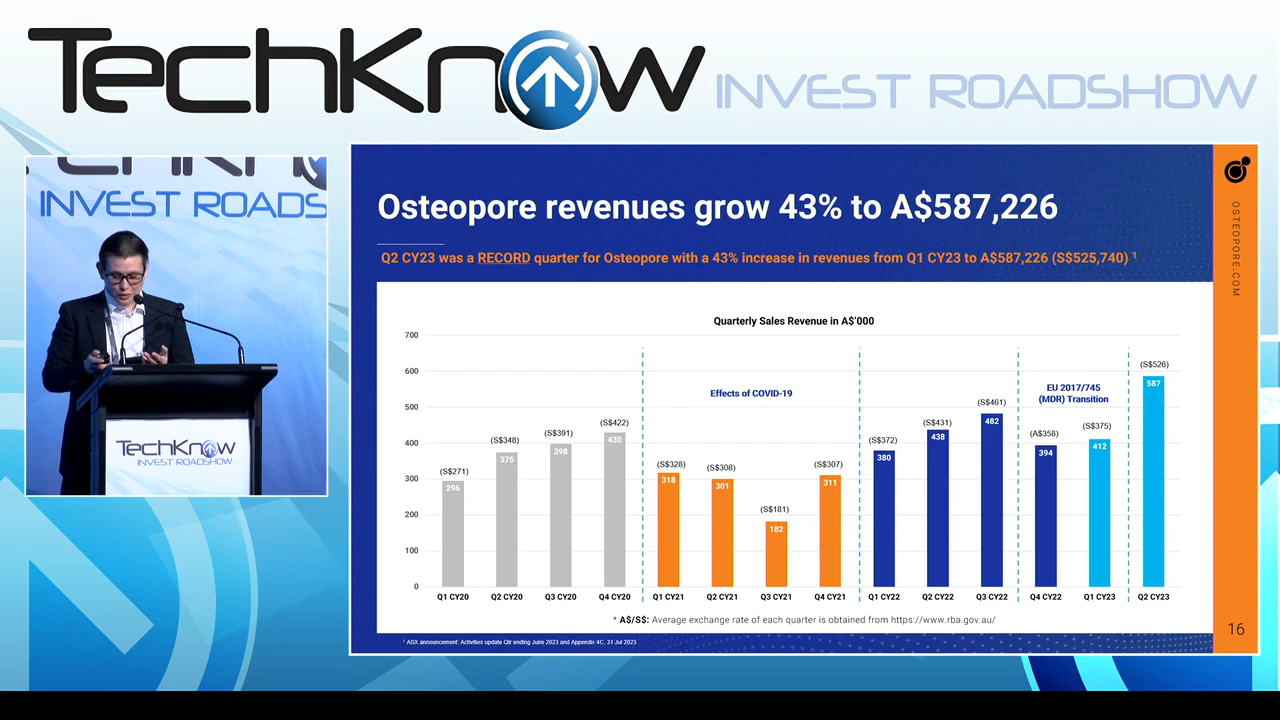 TechKnow INVEST ROADSHOW
INVEST ROADS
TechKnow
INVEST ROADSHOW
Osteopore revenues grow 43% to A$587,226
Q2 CY23 was a RECORD quarter for Osteopore with a 43% increase in revenues from Q1 CY23 to A$587,226 (S$525,740) ¹
Quarterly Sales Revenue in A$'000
700
600
500
400
300
200
100
0
Effects of COVID-19
EU 2017/745
(MDR) Transition
(S$271)
296
(S$348)
375
(S$391)
398
(S$422)
430
(S$328)
318
(S$308)
301
(S$181)
182
(S$307)
311
(S$372)
380
(S$431)
438
(S$461)
482
(A$358)
394
(S$375)
412
(S$526)
587
Q1 CY20 Q2 CY20 Q3 CY20 Q4 CY20 Q1 CY21 Q2 CY21 Q3 CY21 Q4 CY21 Q1 CY22 Q2 CY22 Q3 CY22 Q4 CY22 Q1 CY23 Q2 CY23
* A$/S$: Average exchange rate of each quarter is obtained from https://www.rba.gov.au/
¹ ASX announcement: Activities update Qtr ending June 2023 and Appendix 4C, 31 Jul 2023
OSTEOPORE.COM
16